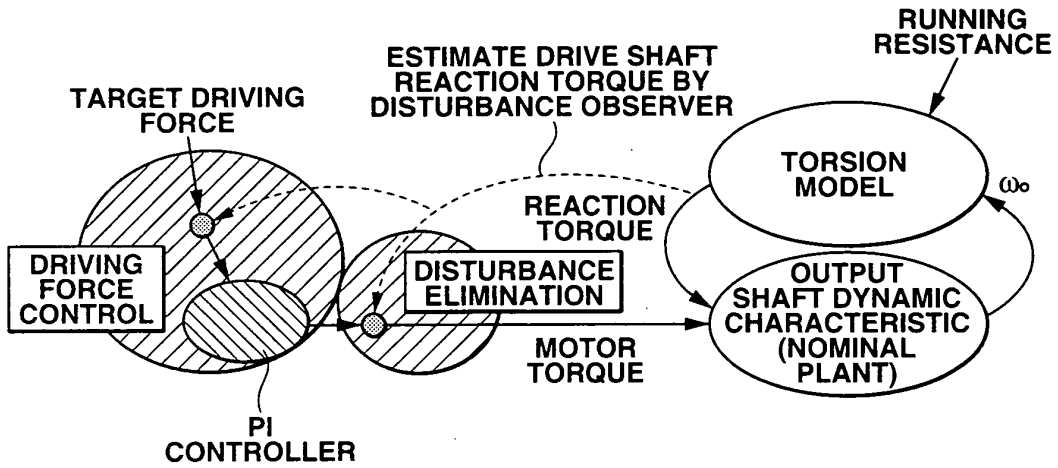 RUNNING
RESISTANCE
ESTIMATE DRIVE SHAFT
REACTION TORQUE BY
DISTURBANCE OBSERVER
TARGET DRIVING
FORCE
TORSION
MODEL
ωo
REACTION
TORQUE
DRIVING
FORCE
CONTROL
DISTURBANCE
ELIMINATION
OUTPUT
SHAFT DYNAMIC
CHARACTERISTIC
(NOMINAL
PLANT)
MOTOR
TORQUE
PI
CONTROLLER